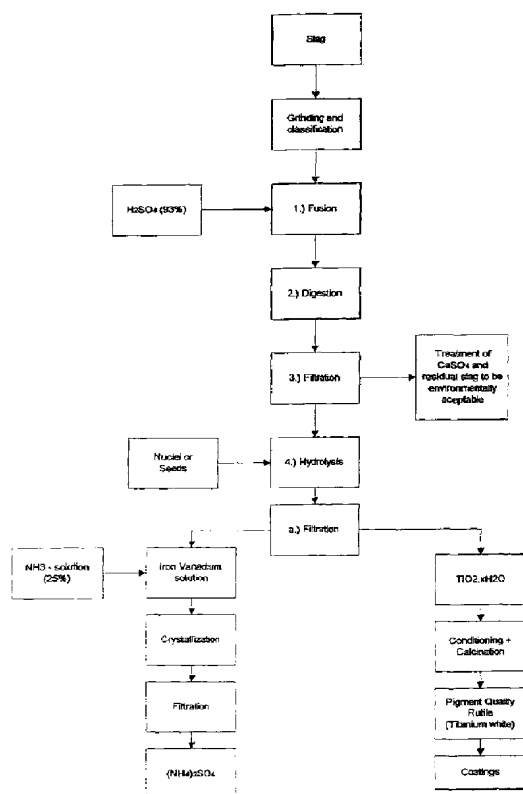 Slag
Grinding and
classification
H2SO4 (93%)
1.) Fusion
2.) Digestion
3.) Filtration
Treatment of
CaSO4 and
residual slag to be
environmentally
aceptable
Nuclei or
Seeds
4.) Hydrolysis
a.) Filtration
NH3 - solution
(25%)
Iron Vanadium
solution
TiO2.xH2O
Crystallization
Conditioning +
Calcination
Filtration
Pigment Quality
Rutile
(Titanium white)
(NH4)2SO4
Coatings